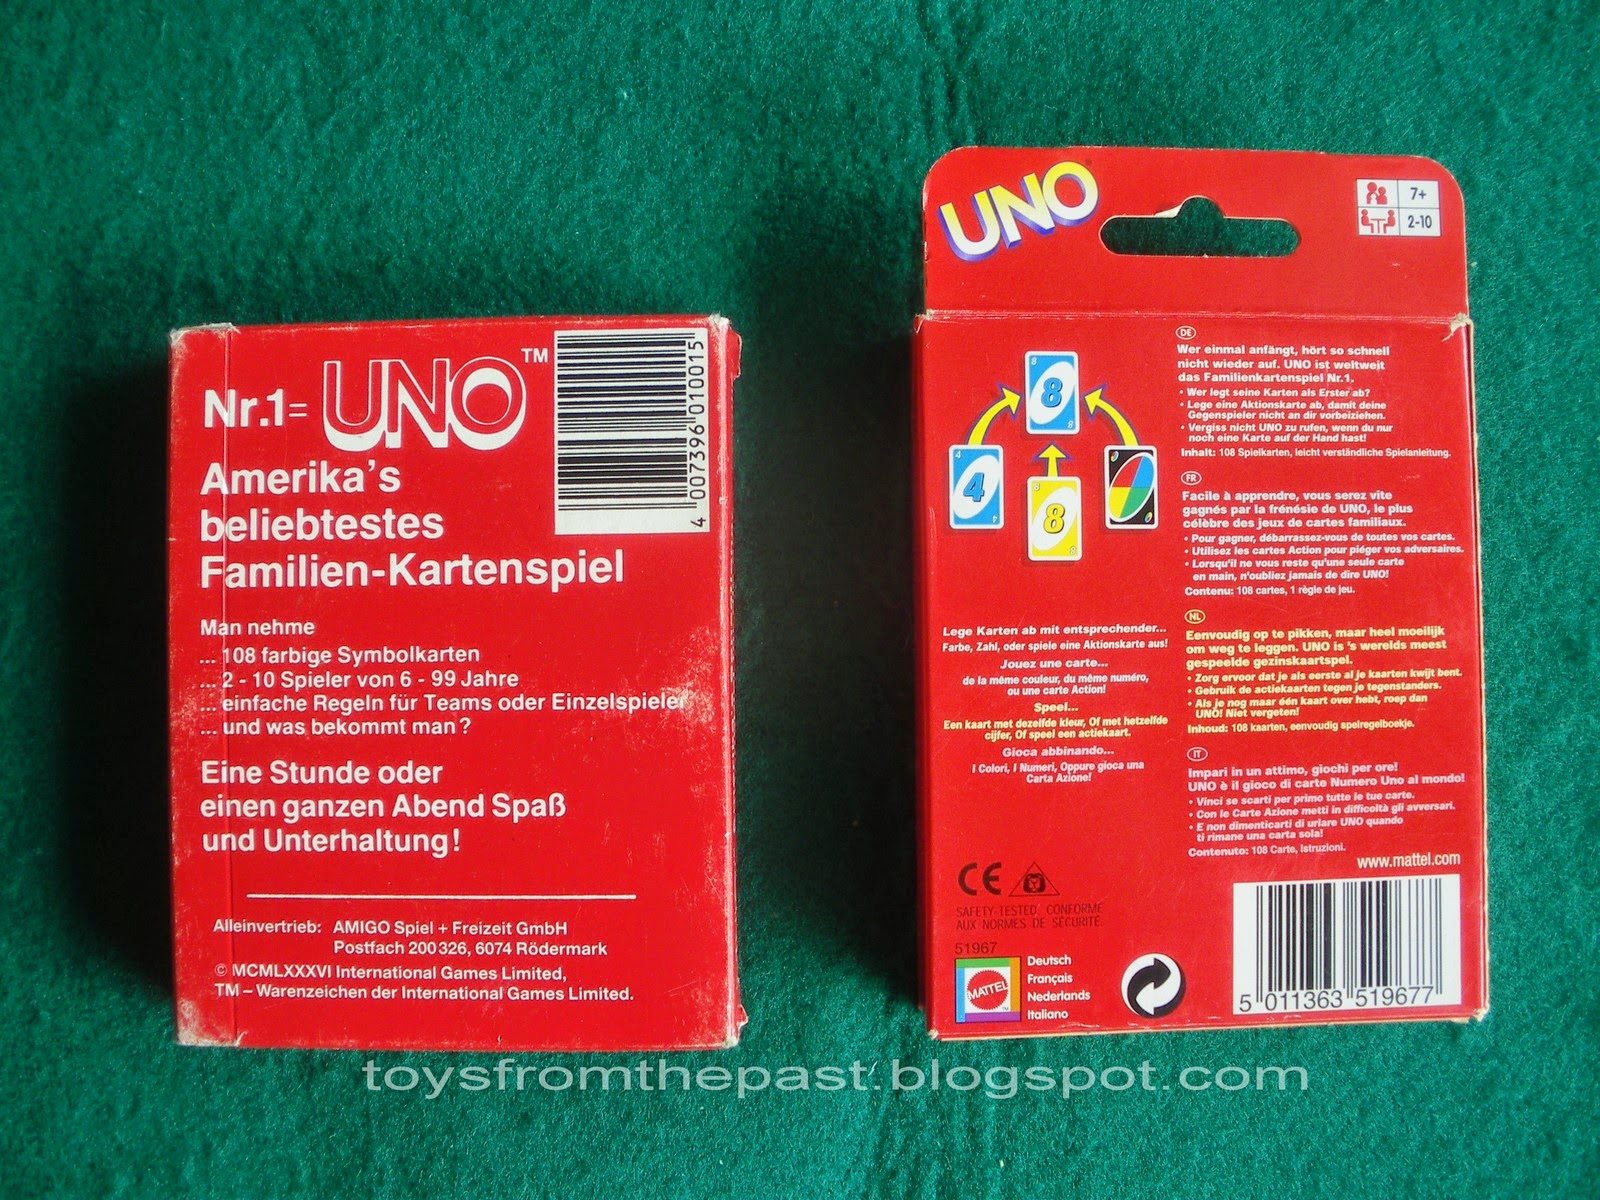 Nr.1= UNO™
Amerika's
beliebtestes
Familien-Kartenspiel
4 007396 010015
Man nehme
... 108 farbige Symbolkarten
... 2 - 10 Spieler von 6 - 99 Jahre
... einfache Regeln für Teams oder Einzelspieler
... und was bekommt man?
Eine Stunde oder
einen ganzen Abend Spaß
und Unterhaltung!
Alleinvertrieb: AMIGO Spiel + Freizeit GmbH
Postfach 200 326, 6074 Rödermark
© MCMLXXXVI International Games Limited,
TM – Warenzeichen der International Games Limited.
UNO
7+
2-10
8
4
8
Lege Karten ab mit entsprechender...
Farbe, Zahl, oder spiele eine Aktionskarte aus!
Jouez une carte...
de la même couleur, du même numéro,
ou une carte Action!
Speel...
Een kaart met dezelfde kleur, Of met hetzelfde
cijfer, Of speel een actiekaart.
Gioca abbinando...
i Colori, i Numeri, Oppure gioca una
Carta Azione!
DE
Wer einmal anfängt, hört so schnell
nicht wieder auf. UNO ist weltweit
das Familienkartenspiel Nr.1.
• Wer legt seine Karten als Erster ab?
• Lege eine Aktionskarte ab, damit deine
Gegenspieler nicht an dir vorbeiziehen.
• Vergiss nicht UNO zu rufen, wenn du nur
noch eine Karte auf der Hand hast!
Inhalt: 108 Spielkarten, leicht verständliche Spielanleitung.
FR
Facile à apprendre, vous serez vite
gagnés par la frénésie de UNO, le plus
célèbre des jeux de cartes familiaux.
• Pour gagner, débarrassez-vous de toutes vos cartes.
• Utilisez les cartes Action pour piéger vos adversaires.
• Lorsqu'il ne vous reste qu'une seule carte
en main, n'oubliez jamais de dire UNO!
Contenu: 108 cartes, 1 règle de jeu.
NL
Eenvoudig op te pikken, maar heel moeilijk
om weg te leggen. UNO is 's werelds meest
gespeelde gezinskaartspel.
• Zorg ervoor dat je als eerste al je kaarten kwijt bent.
• Gebruik de actiekaarten tegen je tegenstanders.
• Als je nog maar één kaart over hebt, roep dan
UNO! Niet vergeten!
Inhoud: 108 kaarten, eenvoudig spelregelboekje.
IT
Impari in un attimo, giochi per ore!
UNO è il gioco di carte Numero Uno al mondo!
• Vinci se scarti per primo tutte le tue carte.
• Con le Carte Azione metti in difficoltà gli avversari.
• E non dimenticarti di urlare UNO quando
ti rimane una carta sola!
Contenuto: 108 Carte, Istruzioni.
www.mattel.com
CE
SAFETY-TESTED CONFORME
AUX NORMES DE SÉCURITÉ.
51967
MATTEL
Deutsch
Français
Nederlands
Italiano
5 011363 519677
toysfromthepast.blogspot.com